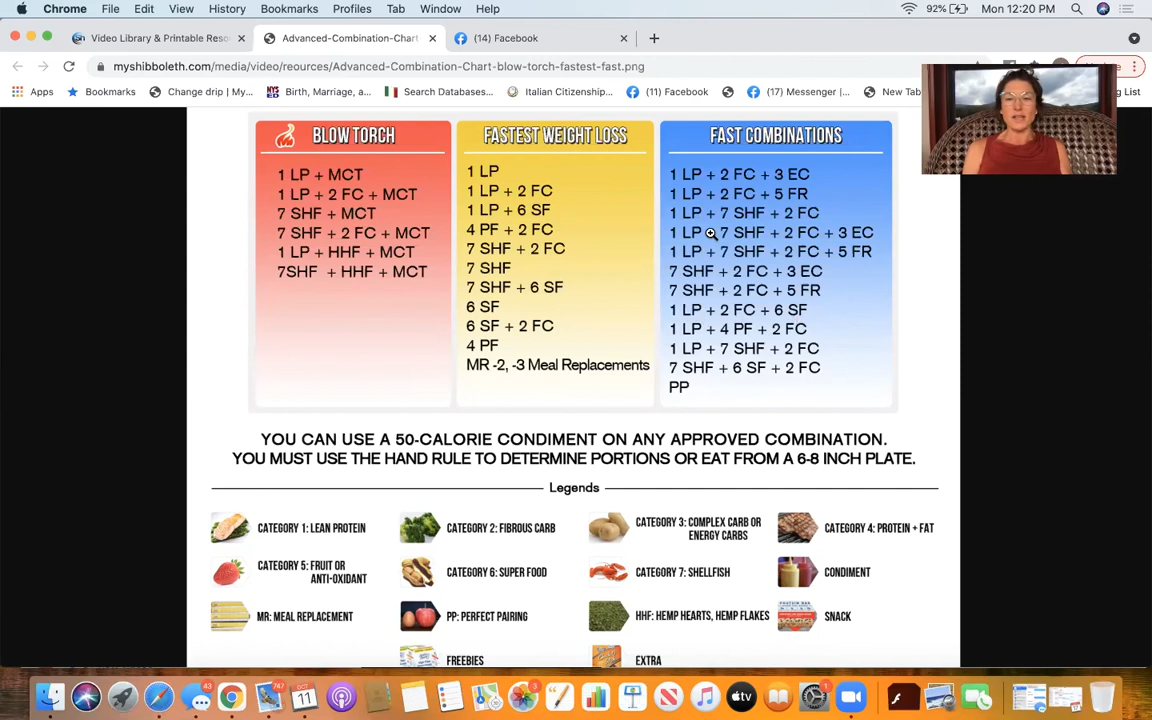 Chrome File Edit View History Bookmarks Profiles Tab Window Help 92% Mon 12:20 PM
Video Library & Printable Reso
Advanced-Combination-Chart
(14) Facebook
myshibboleth.com/media/video/reources/Advanced-Combination-Chart-blow-torch-fastest-fast.png
Apps Bookmarks Change drip | My... Birth, Marriage, a... Search Databases... Italian Citizenship... (11) Facebook (17) Messenger |... New Tab ng List
BLOW TORCH
1 LP + MCT
1 LP + 2 FC + MCT
7 SHF + MCT
7 SHF + 2 FC + MCT
1 LP + HHF + MCT
7SHF + HHF + MCT
FASTEST WEIGHT LOSS
1 LP
1 LP + 2 FC
1 LP + 6 SF
4 PF + 2 FC
7 SHF + 2 FC
7 SHF
7 SHF + 6 SF
6 SF
6 SF + 2 FC
4 PF
MR -2, -3 Meal Replacements
FAST COMBINATIONS
1 LP + 2 FC + 3 EC
1 LP + 2 FC + 5 FR
1 LP + 7 SHF + 2 FC
1 LP + 7 SHF + 2 FC + 3 EC
1 LP + 7 SHF + 2 FC + 5 FR
7 SHF + 2 FC + 3 EC
7 SHF + 2 FC + 5 FR
1 LP + 2 FC + 6 SF
1 LP + 4 PF + 2 FC
1 LP + 7 SHF + 2 FC
7 SHF + 6 SF + 2 FC
PP
YOU CAN USE A 50-CALORIE CONDIMENT ON ANY APPROVED COMBINATION.
YOU MUST USE THE HAND RULE TO DETERMINE PORTIONS OR EAT FROM A 6-8 INCH PLATE.
Legends
CATEGORY 1: LEAN PROTEIN
CATEGORY 2: FIBROUS CARB
CATEGORY 3: COMPLEX CARB OR
ENERGY CARBS
CATEGORY 4: PROTEIN + FAT
CATEGORY 5: FRUIT OR
ANTI-OXIDANT
CATEGORY 6: SUPER FOOD
CATEGORY 7: SHELLFISH
CONDIMENT
MR: MEAL REPLACEMENT
PP: PERFECT PAIRING
HHF: HEMP HEARTS, HEMP FLAKES
SNACK
FREEBIES
EXTRA